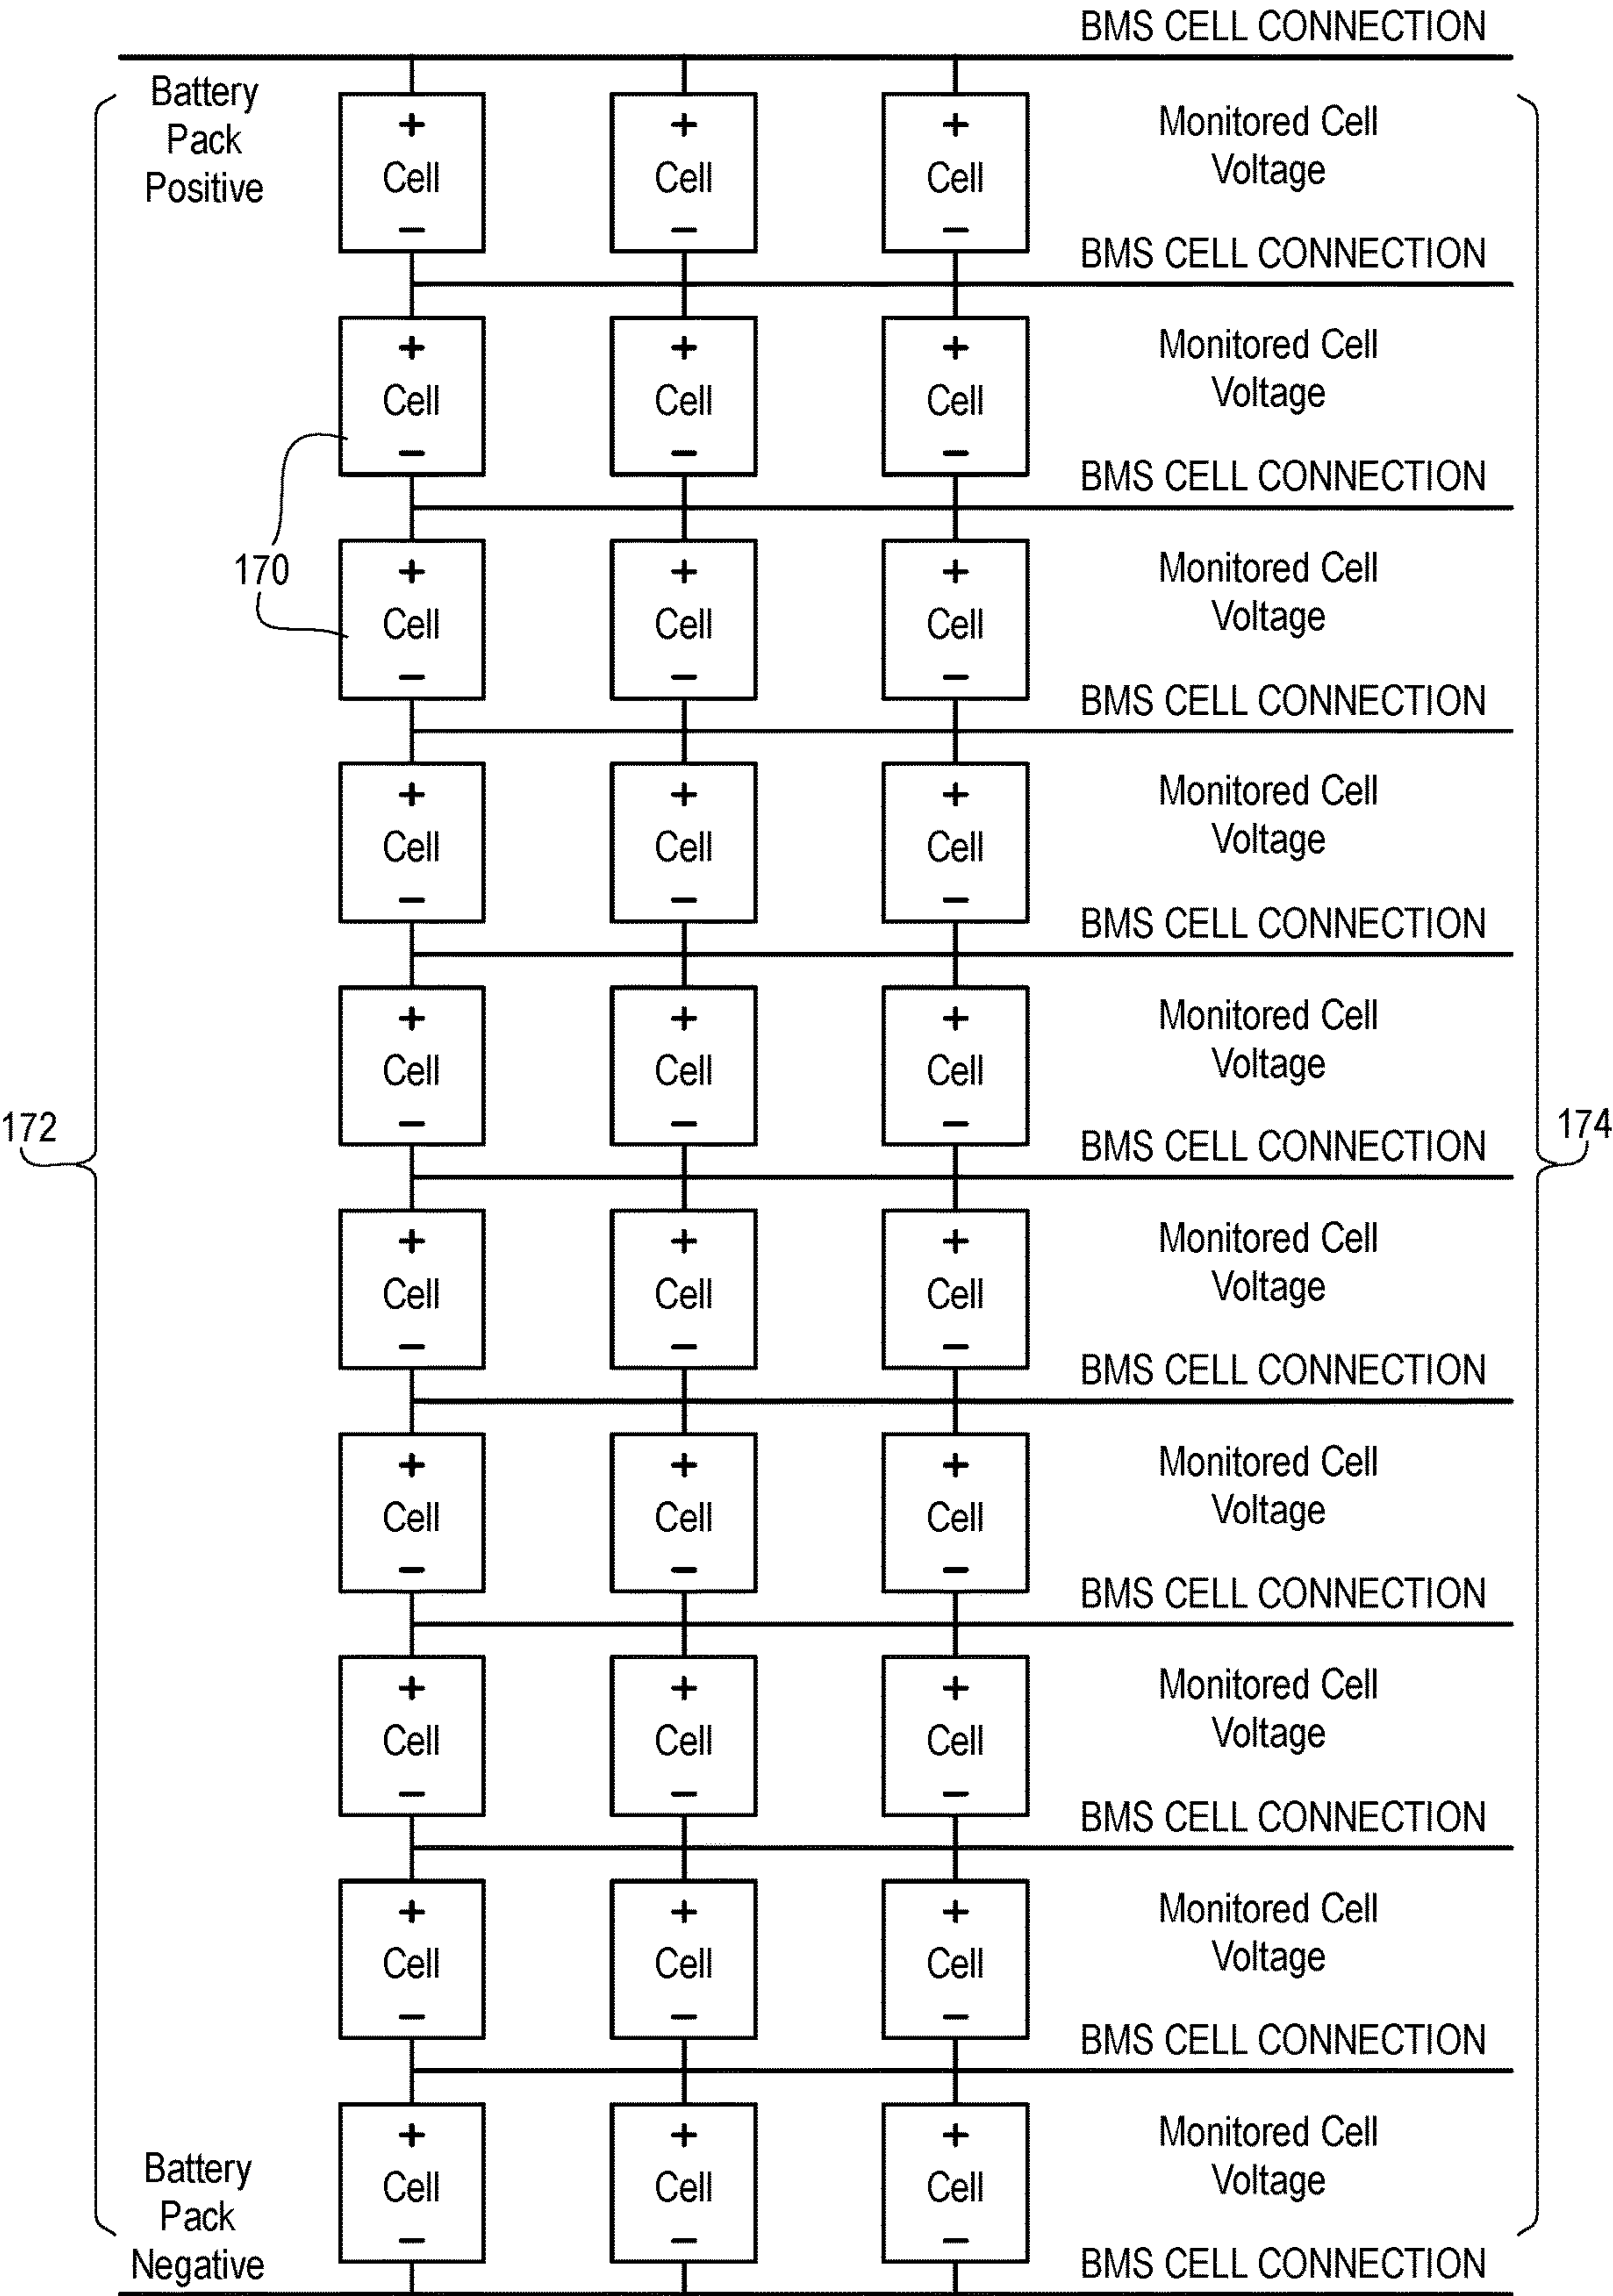 BMS CELL CONNECTION
Battery
Pack
Positive
+ + +
Cell Cell Cell
− − −
Monitored Cell
Voltage
BMS CELL CONNECTION
+ + +
Cell Cell Cell
− − −
Monitored Cell
Voltage
BMS CELL CONNECTION
170
+ + +
Cell Cell Cell
− − −
Monitored Cell
Voltage
BMS CELL CONNECTION
+ + +
Cell Cell Cell
− − −
Monitored Cell
Voltage
BMS CELL CONNECTION
+ + +
Cell Cell Cell
− − −
Monitored Cell
Voltage
172
174
BMS CELL CONNECTION
+ + +
Cell Cell Cell
− − −
Monitored Cell
Voltage
BMS CELL CONNECTION
+ + +
Cell Cell Cell
− − −
Monitored Cell
Voltage
BMS CELL CONNECTION
+ + +
Cell Cell Cell
− − −
Monitored Cell
Voltage
BMS CELL CONNECTION
+ + +
Cell Cell Cell
− − −
Monitored Cell
Voltage
BMS CELL CONNECTION
+ + +
Cell Cell Cell
− − −
Monitored Cell
Voltage
Battery
Pack
Negative
BMS CELL CONNECTION